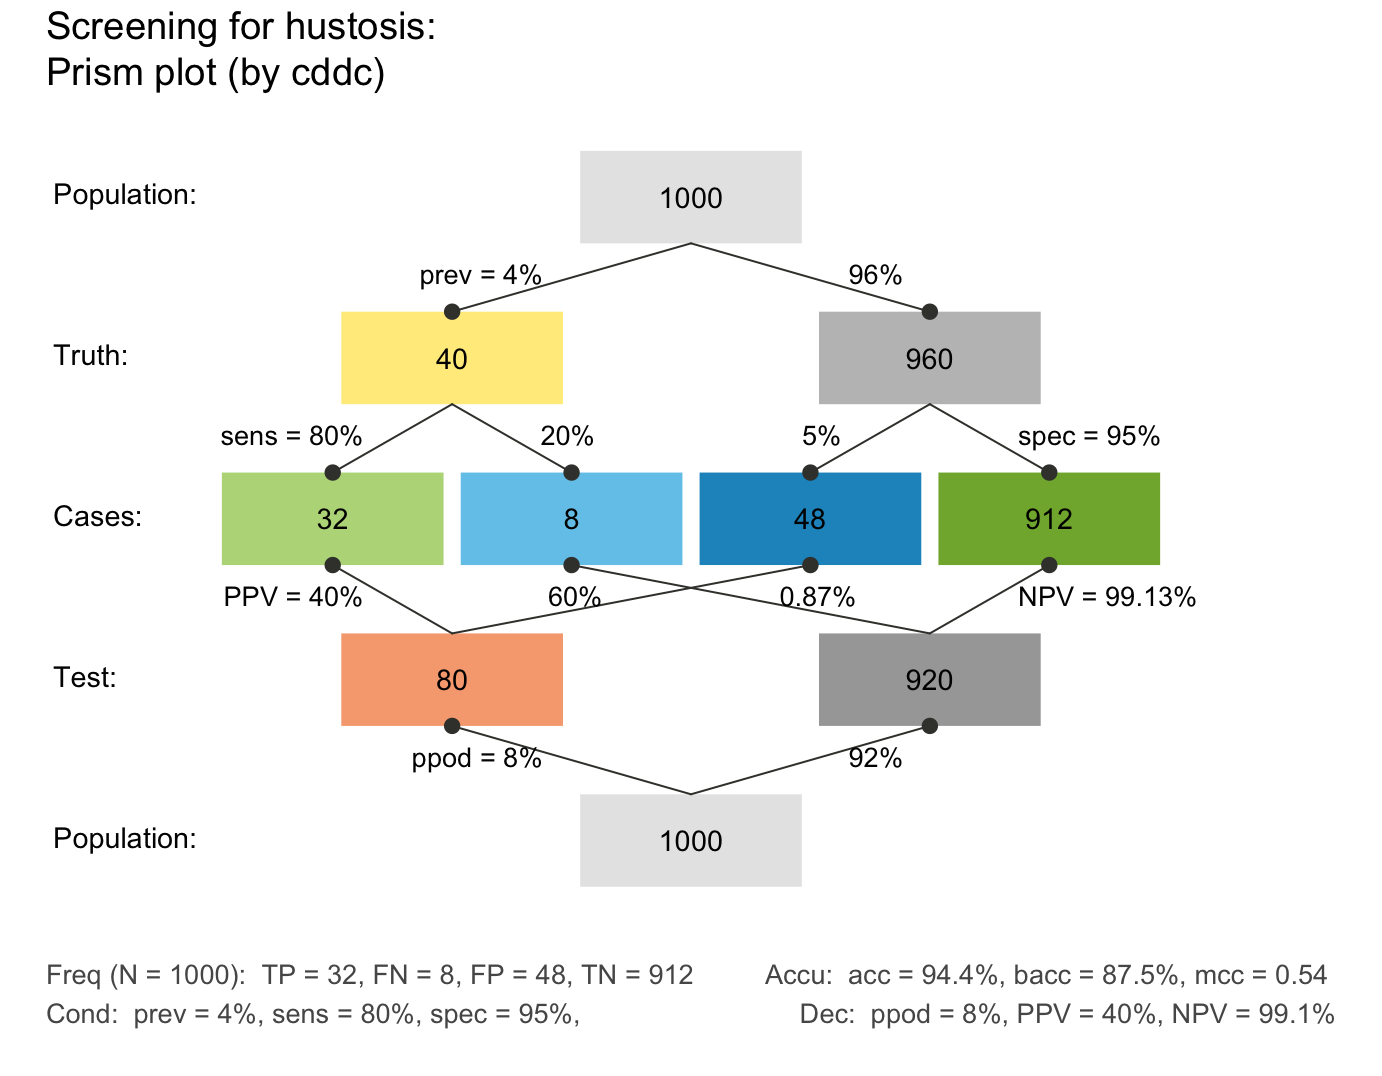 Screening for hustosis:
Prism plot (by cddc)
Population:
1000
prev = 4%
96%
Truth:
40
960
sens = 80%
20%
5%
spec = 95%
Cases:
32
8
48
912
PPV = 40%
60%
0.87%
NPV = 99.13%
Test:
80
920
ppod = 8%
92%
Population:
1000
Freq (N = 1000):  TP = 32, FN = 8, FP = 48, TN = 912
Accu:  acc = 94.4%, bacc = 87.5%, mcc = 0.54
Cond:  prev = 4%, sens = 80%, spec = 95%,
Dec:  ppod = 8%, PPV = 40%, NPV = 99.1%